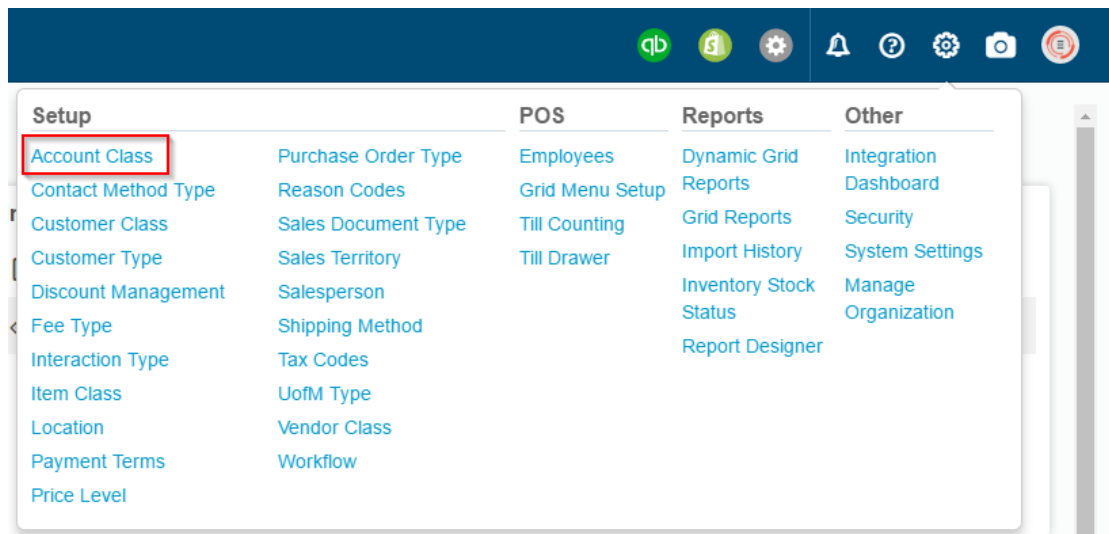 qb
S
Setup
Account Class
Contact Method Type
Customer Class
Customer Type
Discount Management
Fee Type
Interaction Type
Item Class
Location
Payment Terms
Price Level
Purchase Order Type
Reason Codes
Sales Document Type
Sales Territory
Salesperson
Shipping Method
Tax Codes
UofM Type
Vendor Class
Workflow
POS
Employees
Grid Menu Setup
Till Counting
Till Drawer
Reports
Dynamic Grid
Reports
Grid Reports
Import History
Inventory Stock
Status
Report Designer
Other
Integration
Dashboard
Security
System Settings
Manage
Organization